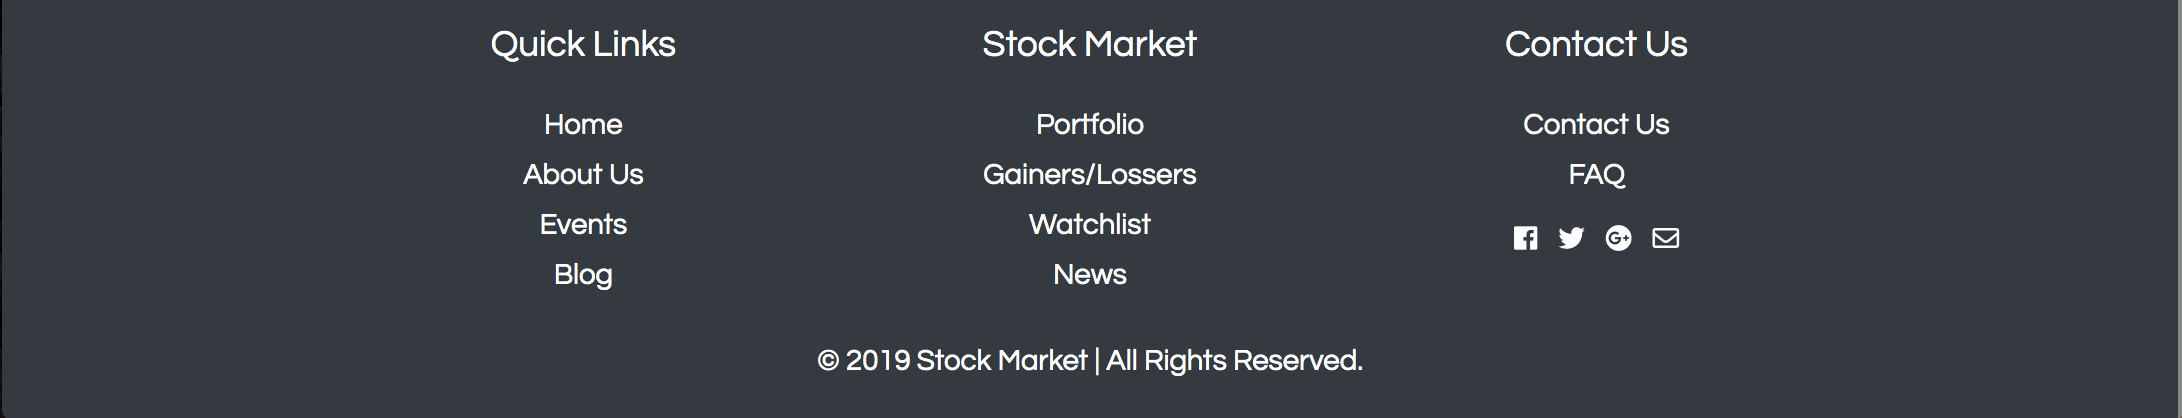 Quick Links
Home
About Us
Events
Blog
Stock Market
Portfolio
Gainers/Lossers
Watchlist
News
Contact Us
Contact Us
FAQ
© 2019 Stock Market | All Rights Reserved.